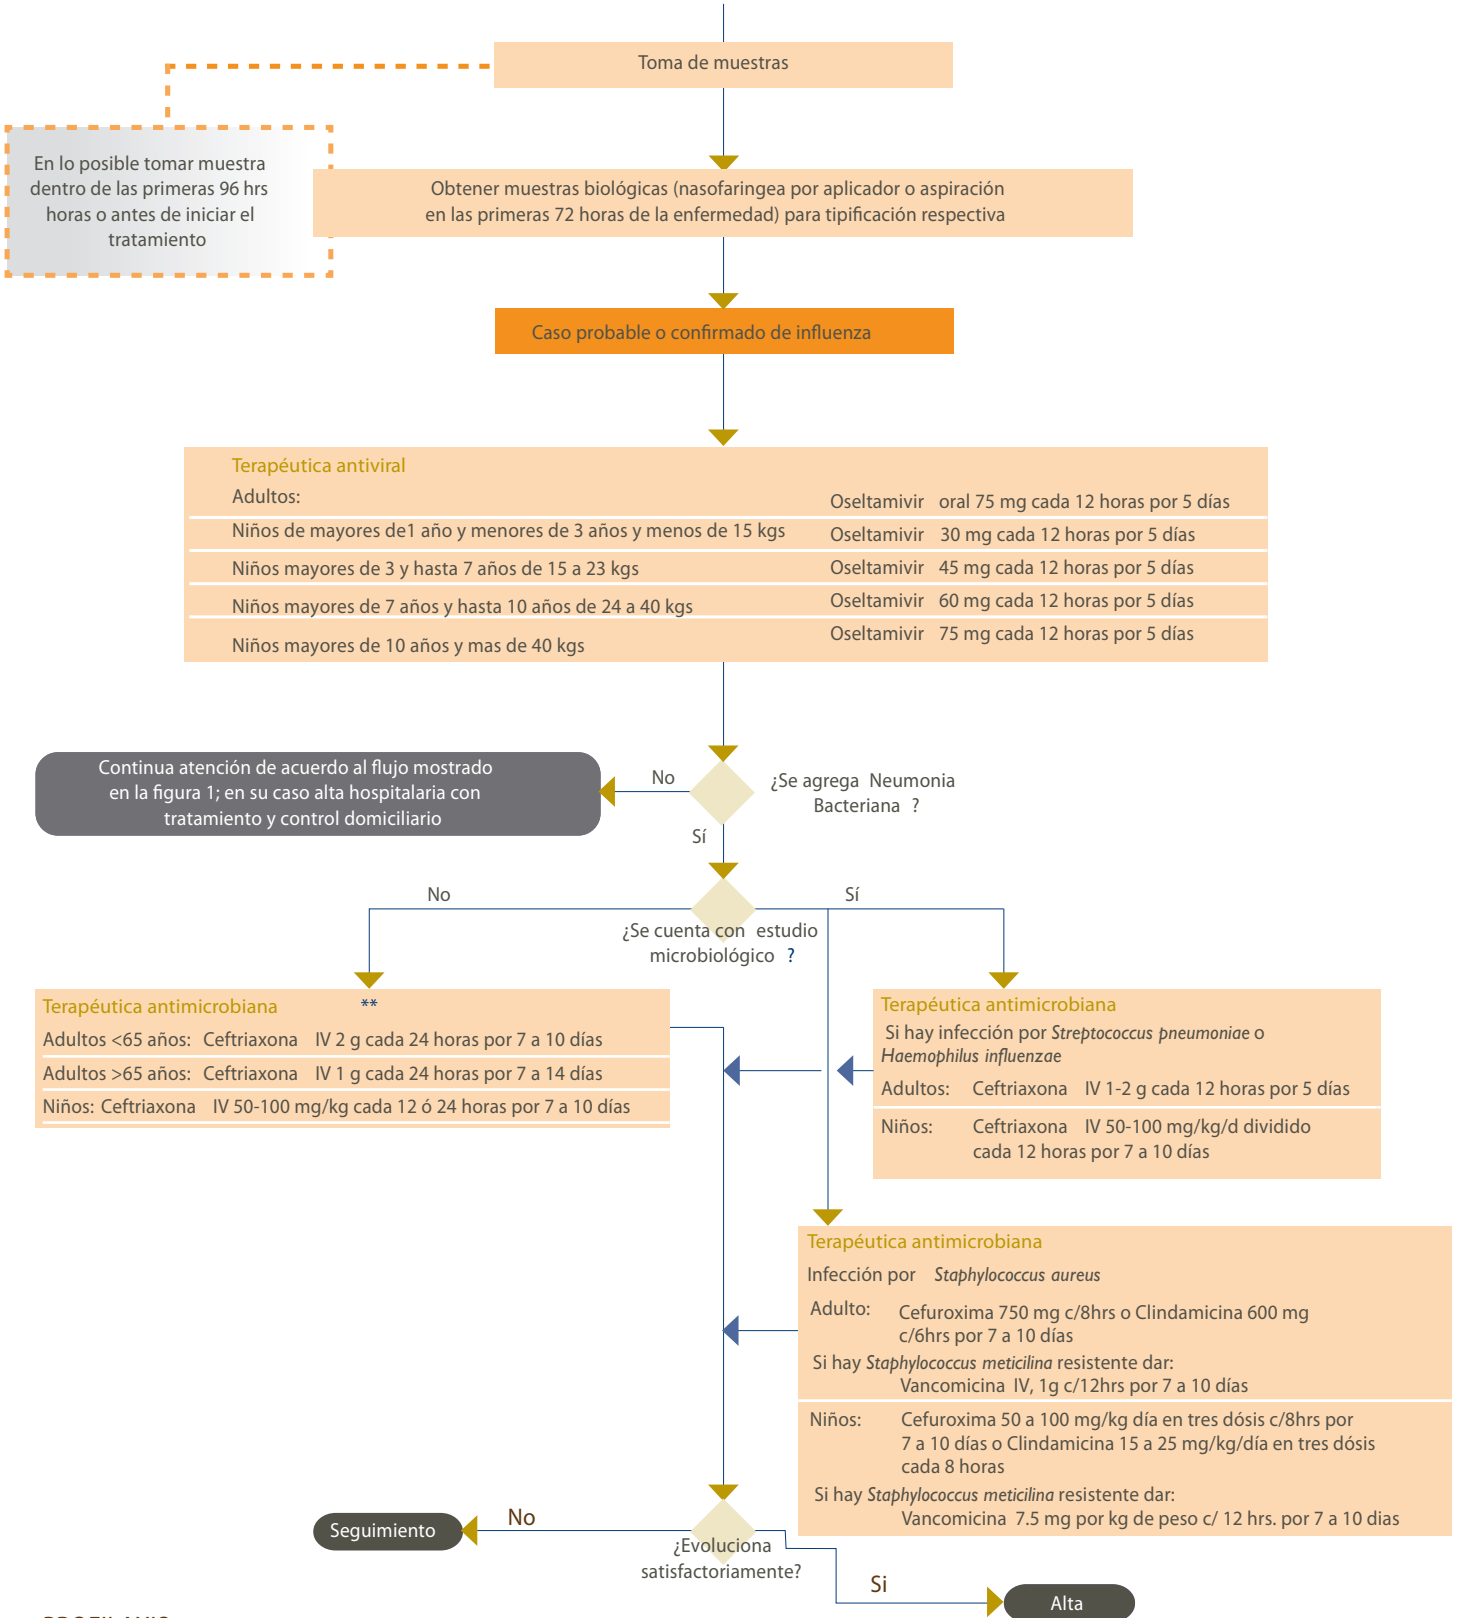 Toma de muestras
En lo posible tomar muestra
dentro de las primeras 96 hrs
horas o antes de iniciar el
tratamiento
Obtener muestras biológicas (nasofaringea por aplicador o aspiración
en las primeras 72 horas de la enfermedad) para tipificación respectiva
Caso probable o confirmado de influenza
Terapéutica antiviral
Adultos: Oseltamivir oral 75 mg cada 12 horas por 5 días
Niños de mayores de1 año y menores de 3 años y menos de 15 kgs Oseltamivir 30 mg cada 12 horas por 5 días
Niños mayores de 3 y hasta 7 años de 15 a 23 kgs Oseltamivir 45 mg cada 12 horas por 5 días
Niños mayores de 7 años y hasta 10 años de 24 a 40 kgs Oseltamivir 60 mg cada 12 horas por 5 días
Niños mayores de 10 años y mas de 40 kgs Oseltamivir 75 mg cada 12 horas por 5 días
¿Se agrega Neumonia
Bacteriana ?
No
Continua atención de acuerdo al flujo mostrado
en la figura 1; en su caso alta hospitalaria con
tratamiento y control domiciliario
Sí
¿Se cuenta con estudio
microbiológico ?
No
Sí
Terapéutica antimicrobiana **
Adultos <65 años: Ceftriaxona IV 2 g cada 24 horas por 7 a 10 días
Adultos >65 años: Ceftriaxona IV 1 g cada 24 horas por 7 a 14 días
Niños: Ceftriaxona IV 50-100 mg/kg cada 12 ó 24 horas por 7 a 10 días
Terapéutica antimicrobiana
Si hay infección por Streptococcus pneumoniae o
Haemophilus influenzae
Adultos: Ceftriaxona IV 1-2 g cada 12 horas por 5 días
Niños: Ceftriaxona IV 50-100 mg/kg/d dividido
cada 12 horas por 7 a 10 días
Terapéutica antimicrobiana
Infección por Staphylococcus aureus
Adulto: Cefuroxima 750 mg c/8hrs o Clindamicina 600 mg
c/6hrs por 7 a 10 días
Si hay Staphylococcus meticilina resistente dar:
Vancomicina IV, 1g c/12hrs por 7 a 10 días
Niños: Cefuroxima 50 a 100 mg/kg día en tres dósis c/8hrs por
7 a 10 días o Clindamicina 15 a 25 mg/kg/día en tres dósis
cada 8 horas
Si hay Staphylococcus meticilina resistente dar:
Vancomicina 7.5 mg por kg de peso c/ 12 hrs. por 7 a 10 dias
¿Evoluciona
satisfactoriamente?
No
Seguimiento
Si
Alta